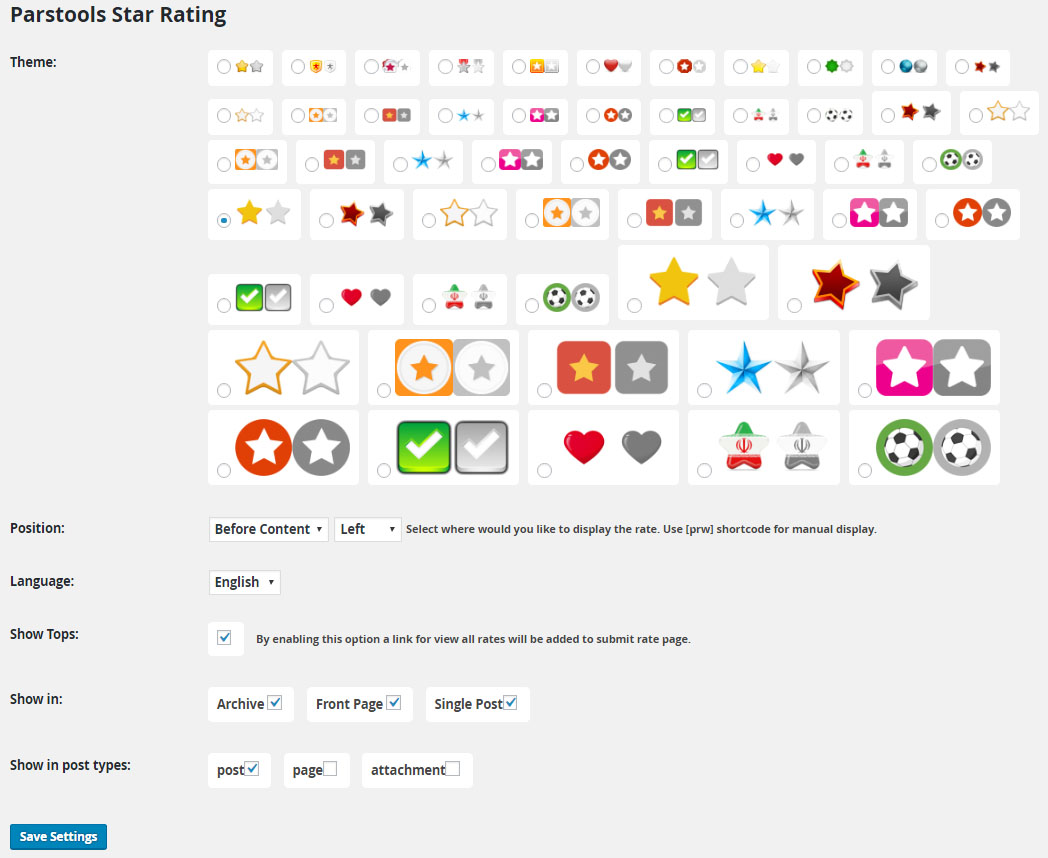 Parstools Star Rating
Theme:
Position:
Before Content Left Select where would you like to display the rate. Use [prw] shortcode for manual display.
Language:
English
Show Tops:
By enabling this option a link for view all rates will be added to submit rate page.
Show in:
Archive Front Page Single Post
Show in post types:
post page attachment
Save Settings